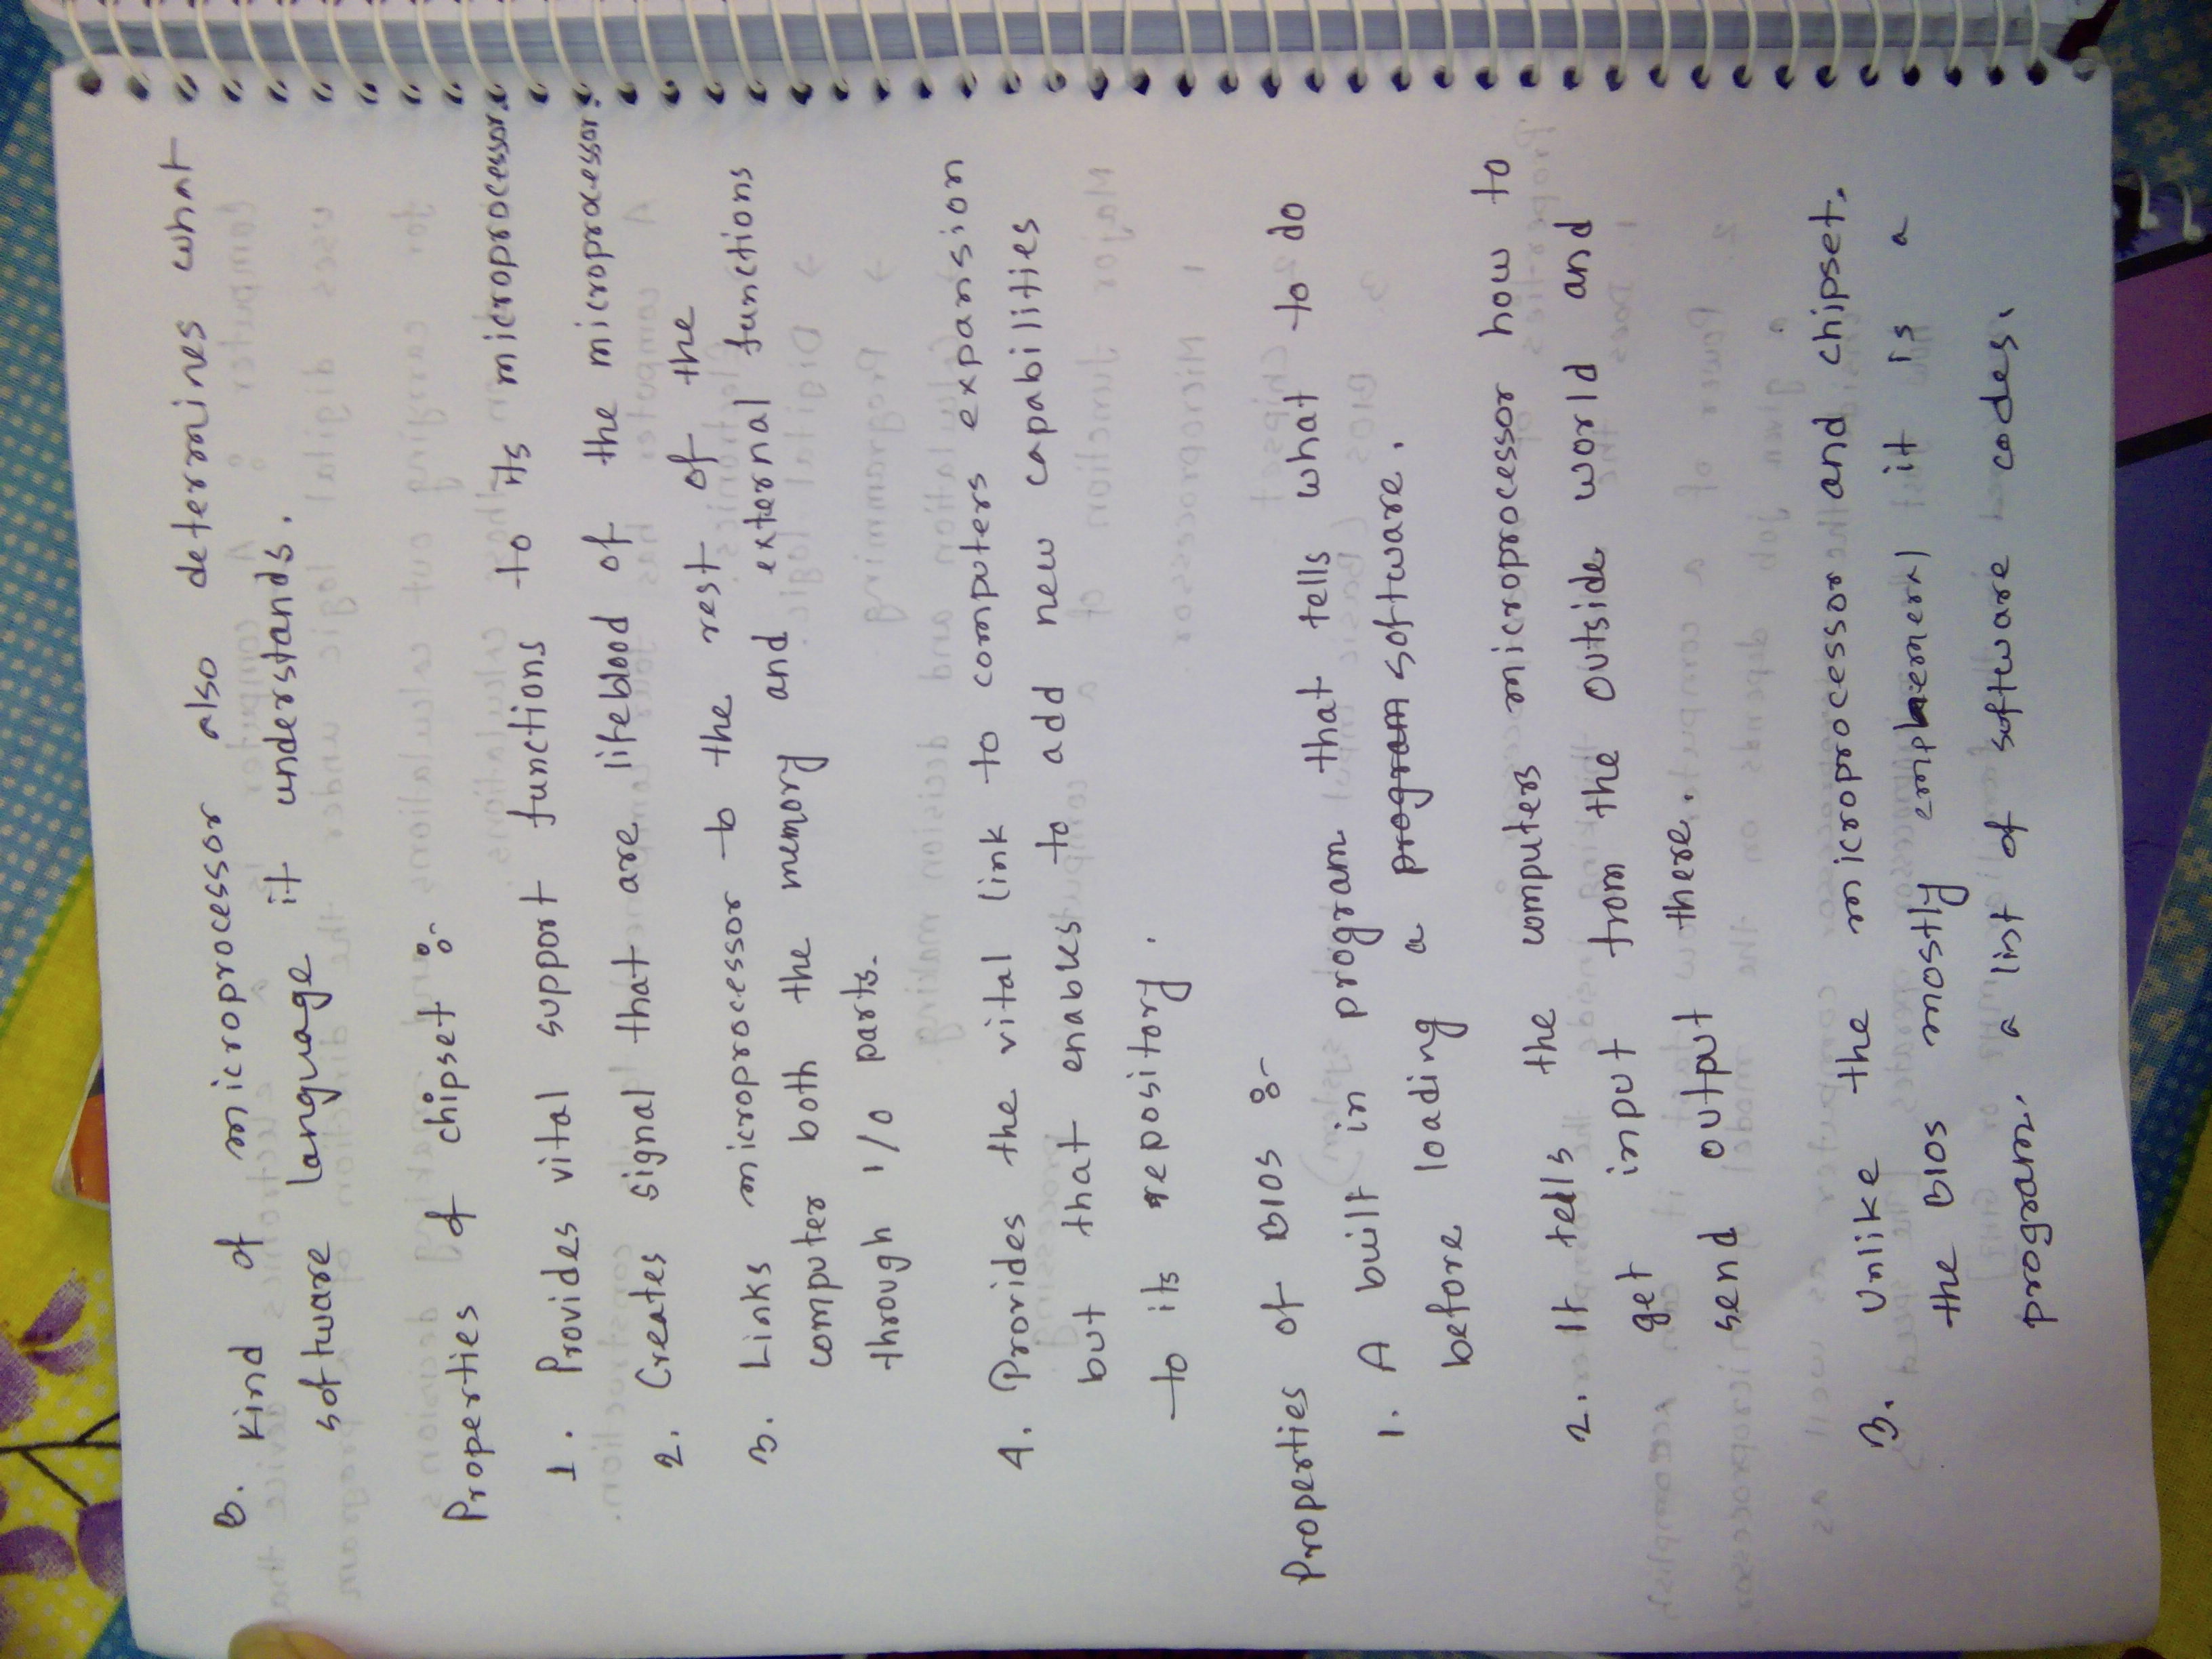 3. Kind of microprocessor also determines what
software language it understands.
Properties of chipset :-
1. Provides vital support functions to its microprocessor.
2. Creates signal that are lifeblood of the microprocessor.
3. Links microprocessor to the rest of the
computer both the memory and external functions
through I/O parts.
4. Provides the vital link to computers expansion
but that enables to add new capabilities
to its repository.
Properties of BIOS :-
1. A built in program that tells what to do
before loading a program software.
2. It tells the computers microprocessor how to
get input from the outside world and
send output there.
3. Unlike the microprocessor and chipset.
the BIOS mostly emphemeral it is a
program. a list of software codes.